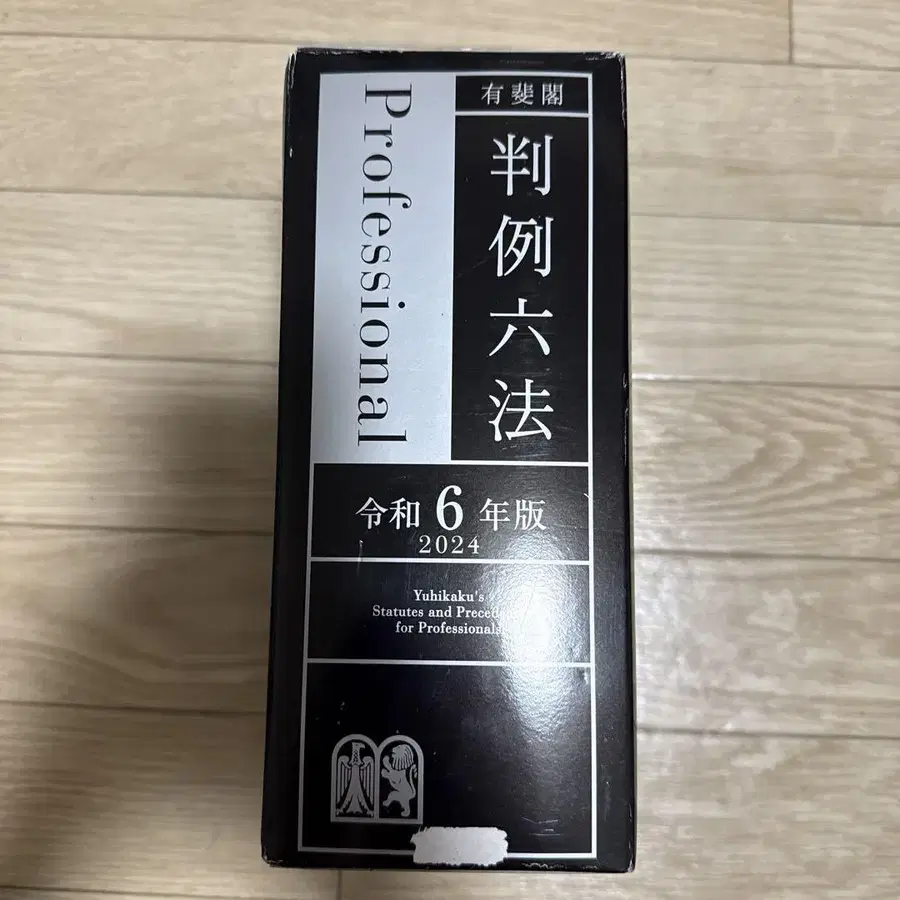 有斐閣
判例六法
Professional
令和6年版
2024
Yuhikaku's
Statutes and
for Professionals